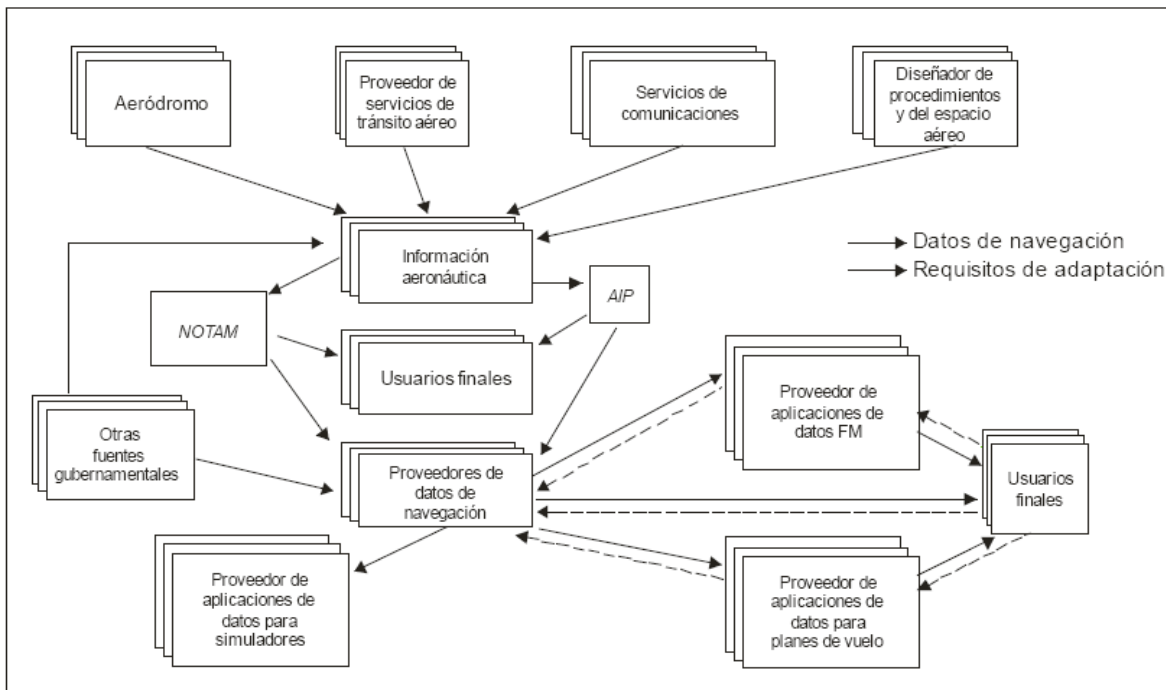 Aeródromo
Proveedor de
servicios de
tránsito aéreo
Servicios de
comunicaciones
Diseñador de
procedimientos
y del espacio
aéreo
Información
aeronáutica
Datos de navegación
Requisitos de adaptación
NOTAM
AIP
Usuarios finales
Otras
fuentes
gubernamentales
Proveedores de
datos de
navegación
Proveedor de
aplicaciones de
datos FM
Usuarios
finales
Proveedor de
aplicaciones de
datos para
simuladores
Proveedor de
aplicaciones de
datos para
planes de vuelo